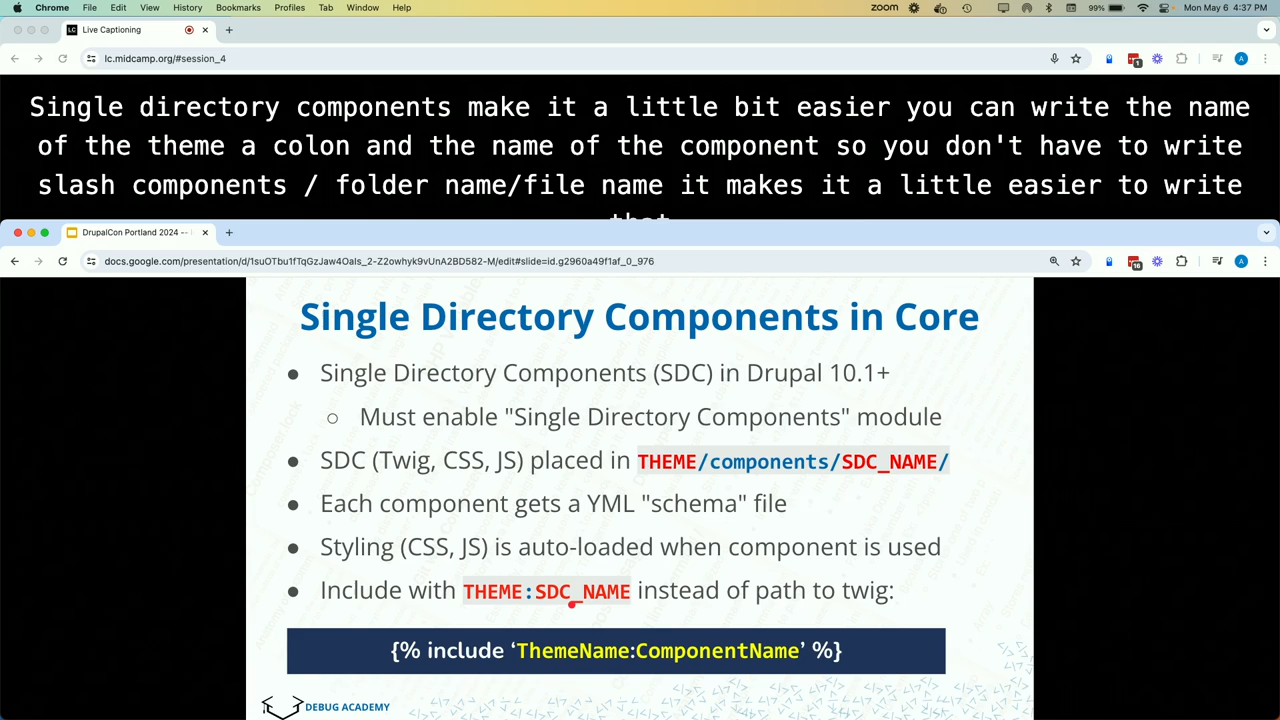 Chrome File Edit View History Bookmarks Profiles Tab Window Help zoom 99% Mon May 6 4:37 PM
LC Live Captioning
lc.midcamp.org/#session_4 1 A
Single directory components make it a little bit easier you can write the name
of the theme a colon and the name of the component so you don't have to write
slash components / folder name/file name it makes it a little easier to write
that
DrupalCon Portland 2024 --
docs.google.com/presentation/d/1suOTbu1fTqGzJaw4Oals_2-Z2owhyk9vUnA2BD582-M/edit#slide=id.g2960a49f1af_0_976 16 A
Single Directory Components in Core
● Single Directory Components (SDC) in Drupal 10.1+
○ Must enable "Single Directory Components" module
● SDC (Twig, CSS, JS) placed in THEME/components/SDC_NAME/
● Each component gets a YML "schema" file
● Styling (CSS, JS) is auto-loaded when component is used
● Include with THEME:SDC_NAME instead of path to twig:
{% include ‘ThemeName:ComponentName’ %}
DEBUG ACADEMY